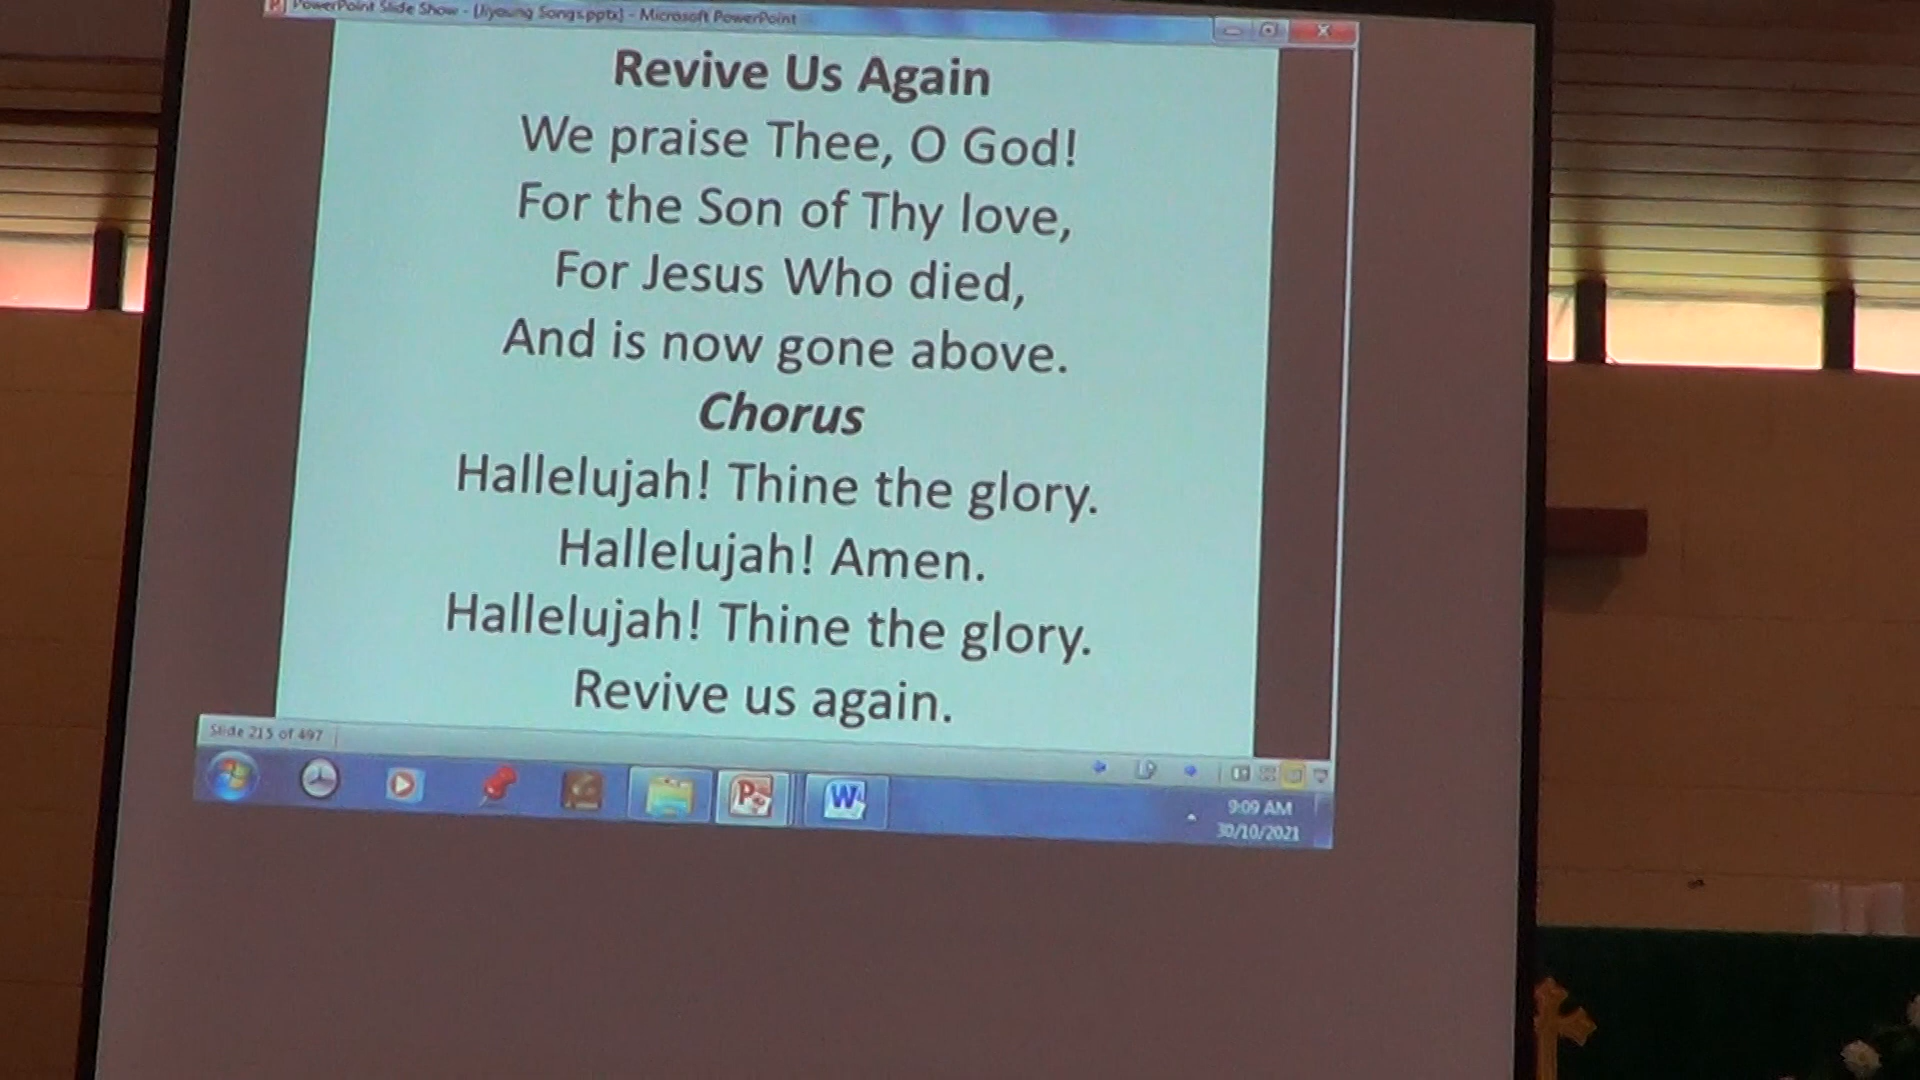 PowerPoint Slide Show - [Jiyoung Songs.pptx] - Microsoft PowerPoint
Revive Us Again
We praise Thee, O God!
For the Son of Thy love,
For Jesus Who died,
And is now gone above.
Chorus
Hallelujah! Thine the glory.
Hallelujah! Amen.
Hallelujah! Thine the glory.
Revive us again.
Slide 215 of 497
9:09 AM
30/10/2021